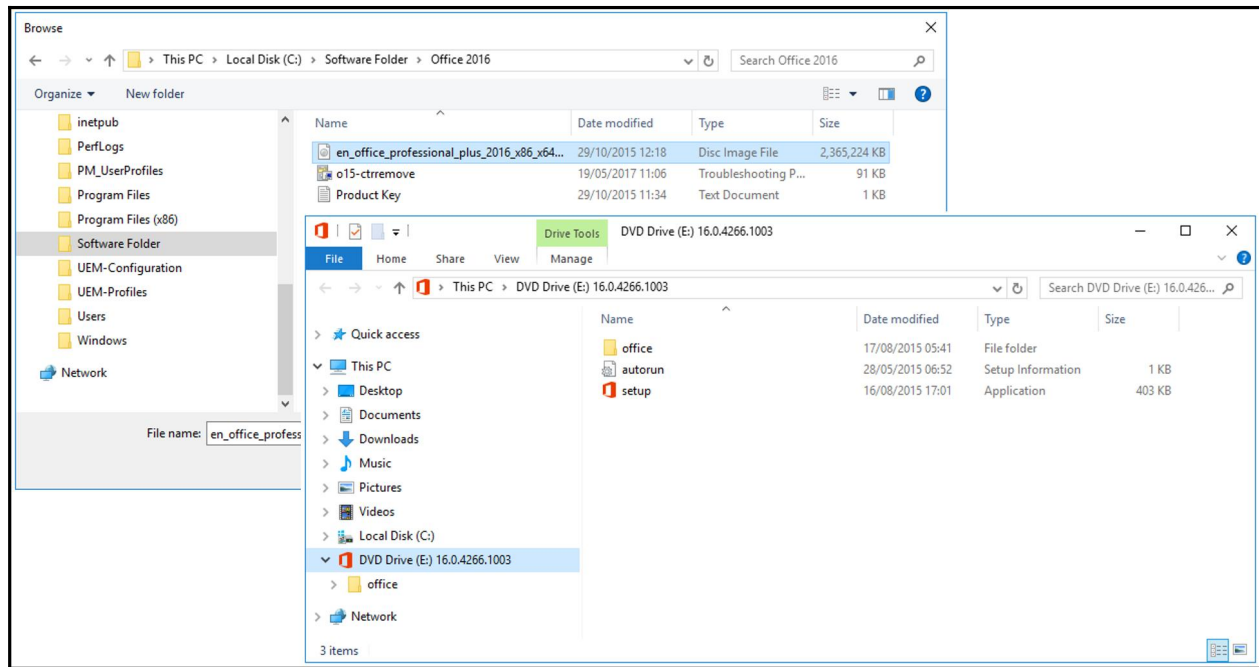 Browse
This PC > Local Disk (C:) > Software Folder > Office 2016
Search Office 2016
Organize
New folder
inetpub
PerfLogs
PM_UserProfiles
Program Files
Program Files (x86)
Software Folder
UEM-Configuration
UEM-Profiles
Users
Windows
Network
Name Date modified Type Size
en_office_professional_plus_2016_x86_x64... 29/10/2015 12:18 Disc Image File 2,365,224 KB
o15-ctrremove 19/05/2017 11:06 Troubleshooting P... 91 KB
Product Key 29/10/2015 11:34 Text Document 1 KB
File name: en_office_profess
Drive Tools
DVD Drive (E:) 16.0.4266.1003
File Home Share View Manage
This PC > DVD Drive (E:) 16.0.4266.1003
Search DVD Drive (E:) 16.0.426...
Quick access
This PC
Desktop
Documents
Downloads
Music
Pictures
Videos
Local Disk (C:)
DVD Drive (E:) 16.0.4266.1003
office
Network
Name Date modified Type Size
office 17/08/2015 05:41 File folder
autorun 28/05/2015 06:52 Setup Information 1 KB
setup 16/08/2015 17:01 Application 403 KB
3 items